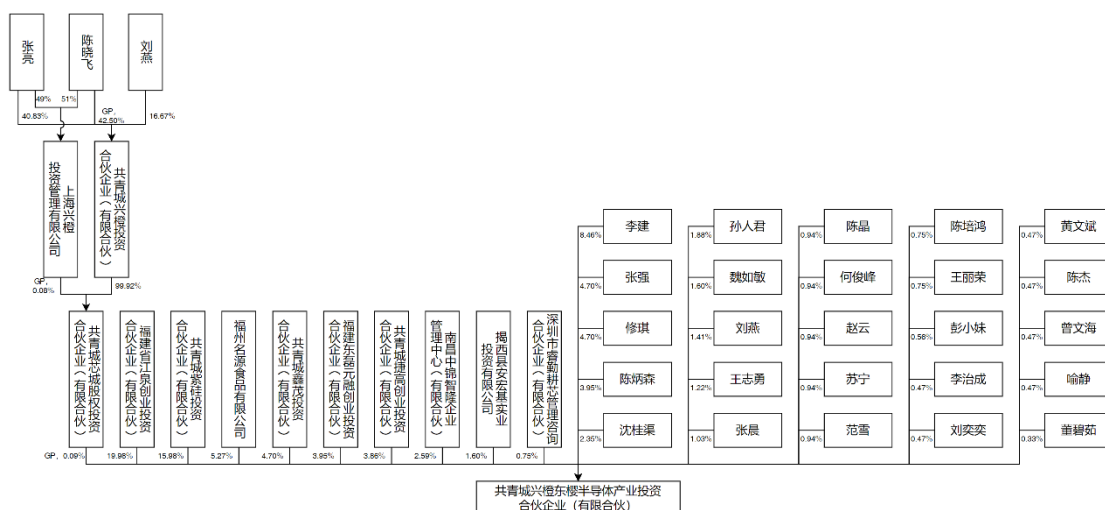 张亮
陈晓飞
刘燕
49%
51%
40.83%
GP,
42.50%
16.67%
上海兴橙
投资管理有限公司
共青城兴橙投资
合伙企业（有限合伙）
GP,
0.08%
99.92%
共青城芯城股权投资
合伙企业（有限合伙）
福建省江泉创业投资
合伙企业（有限合伙）
共青城紫硅投资
合伙企业（有限合伙）
福州名源食品有限公司
共青城鑫茂投资
合伙企业（有限合伙）
福建东磊元融创业投资
合伙企业（有限合伙）
共青城捷高创业投资
合伙企业（有限合伙）
南昌中锦智隆企业
管理中心（有限合伙）
揭西县安宏基实业
投资有限公司
深圳市睿勤耕芯管理咨询
合伙企业（有限合伙）
GP, 0.09%
19.98%
15.98%
5.27%
4.70%
3.95%
3.86%
2.59%
1.60%
0.75%
李建
8.46%
张强
4.70%
修琪
4.70%
陈炳森
3.95%
沈桂渠
2.35%
孙人君
1.88%
魏如敏
1.60%
刘燕
1.41%
王志勇
1.22%
张晨
1.03%
陈晶
0.94%
何俊峰
0.94%
赵云
0.94%
苏宁
0.94%
范雪
0.94%
陈培鸿
0.75%
王丽荣
0.75%
彭小妹
0.58%
李治成
0.47%
刘奕奕
0.47%
黄文斌
0.47%
陈杰
0.47%
曾文海
0.47%
喻静
0.47%
董碧茹
0.33%
共青城兴橙东樱半导体产业投资
合伙企业（有限合伙）